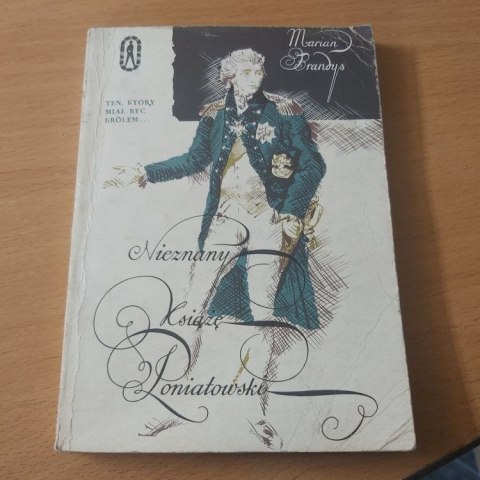 Marian
Brandys
TEN, KTÓRY
MIAŁ BYĆ
KRÓLEM...
Nieznany
Książę
Poniatowski